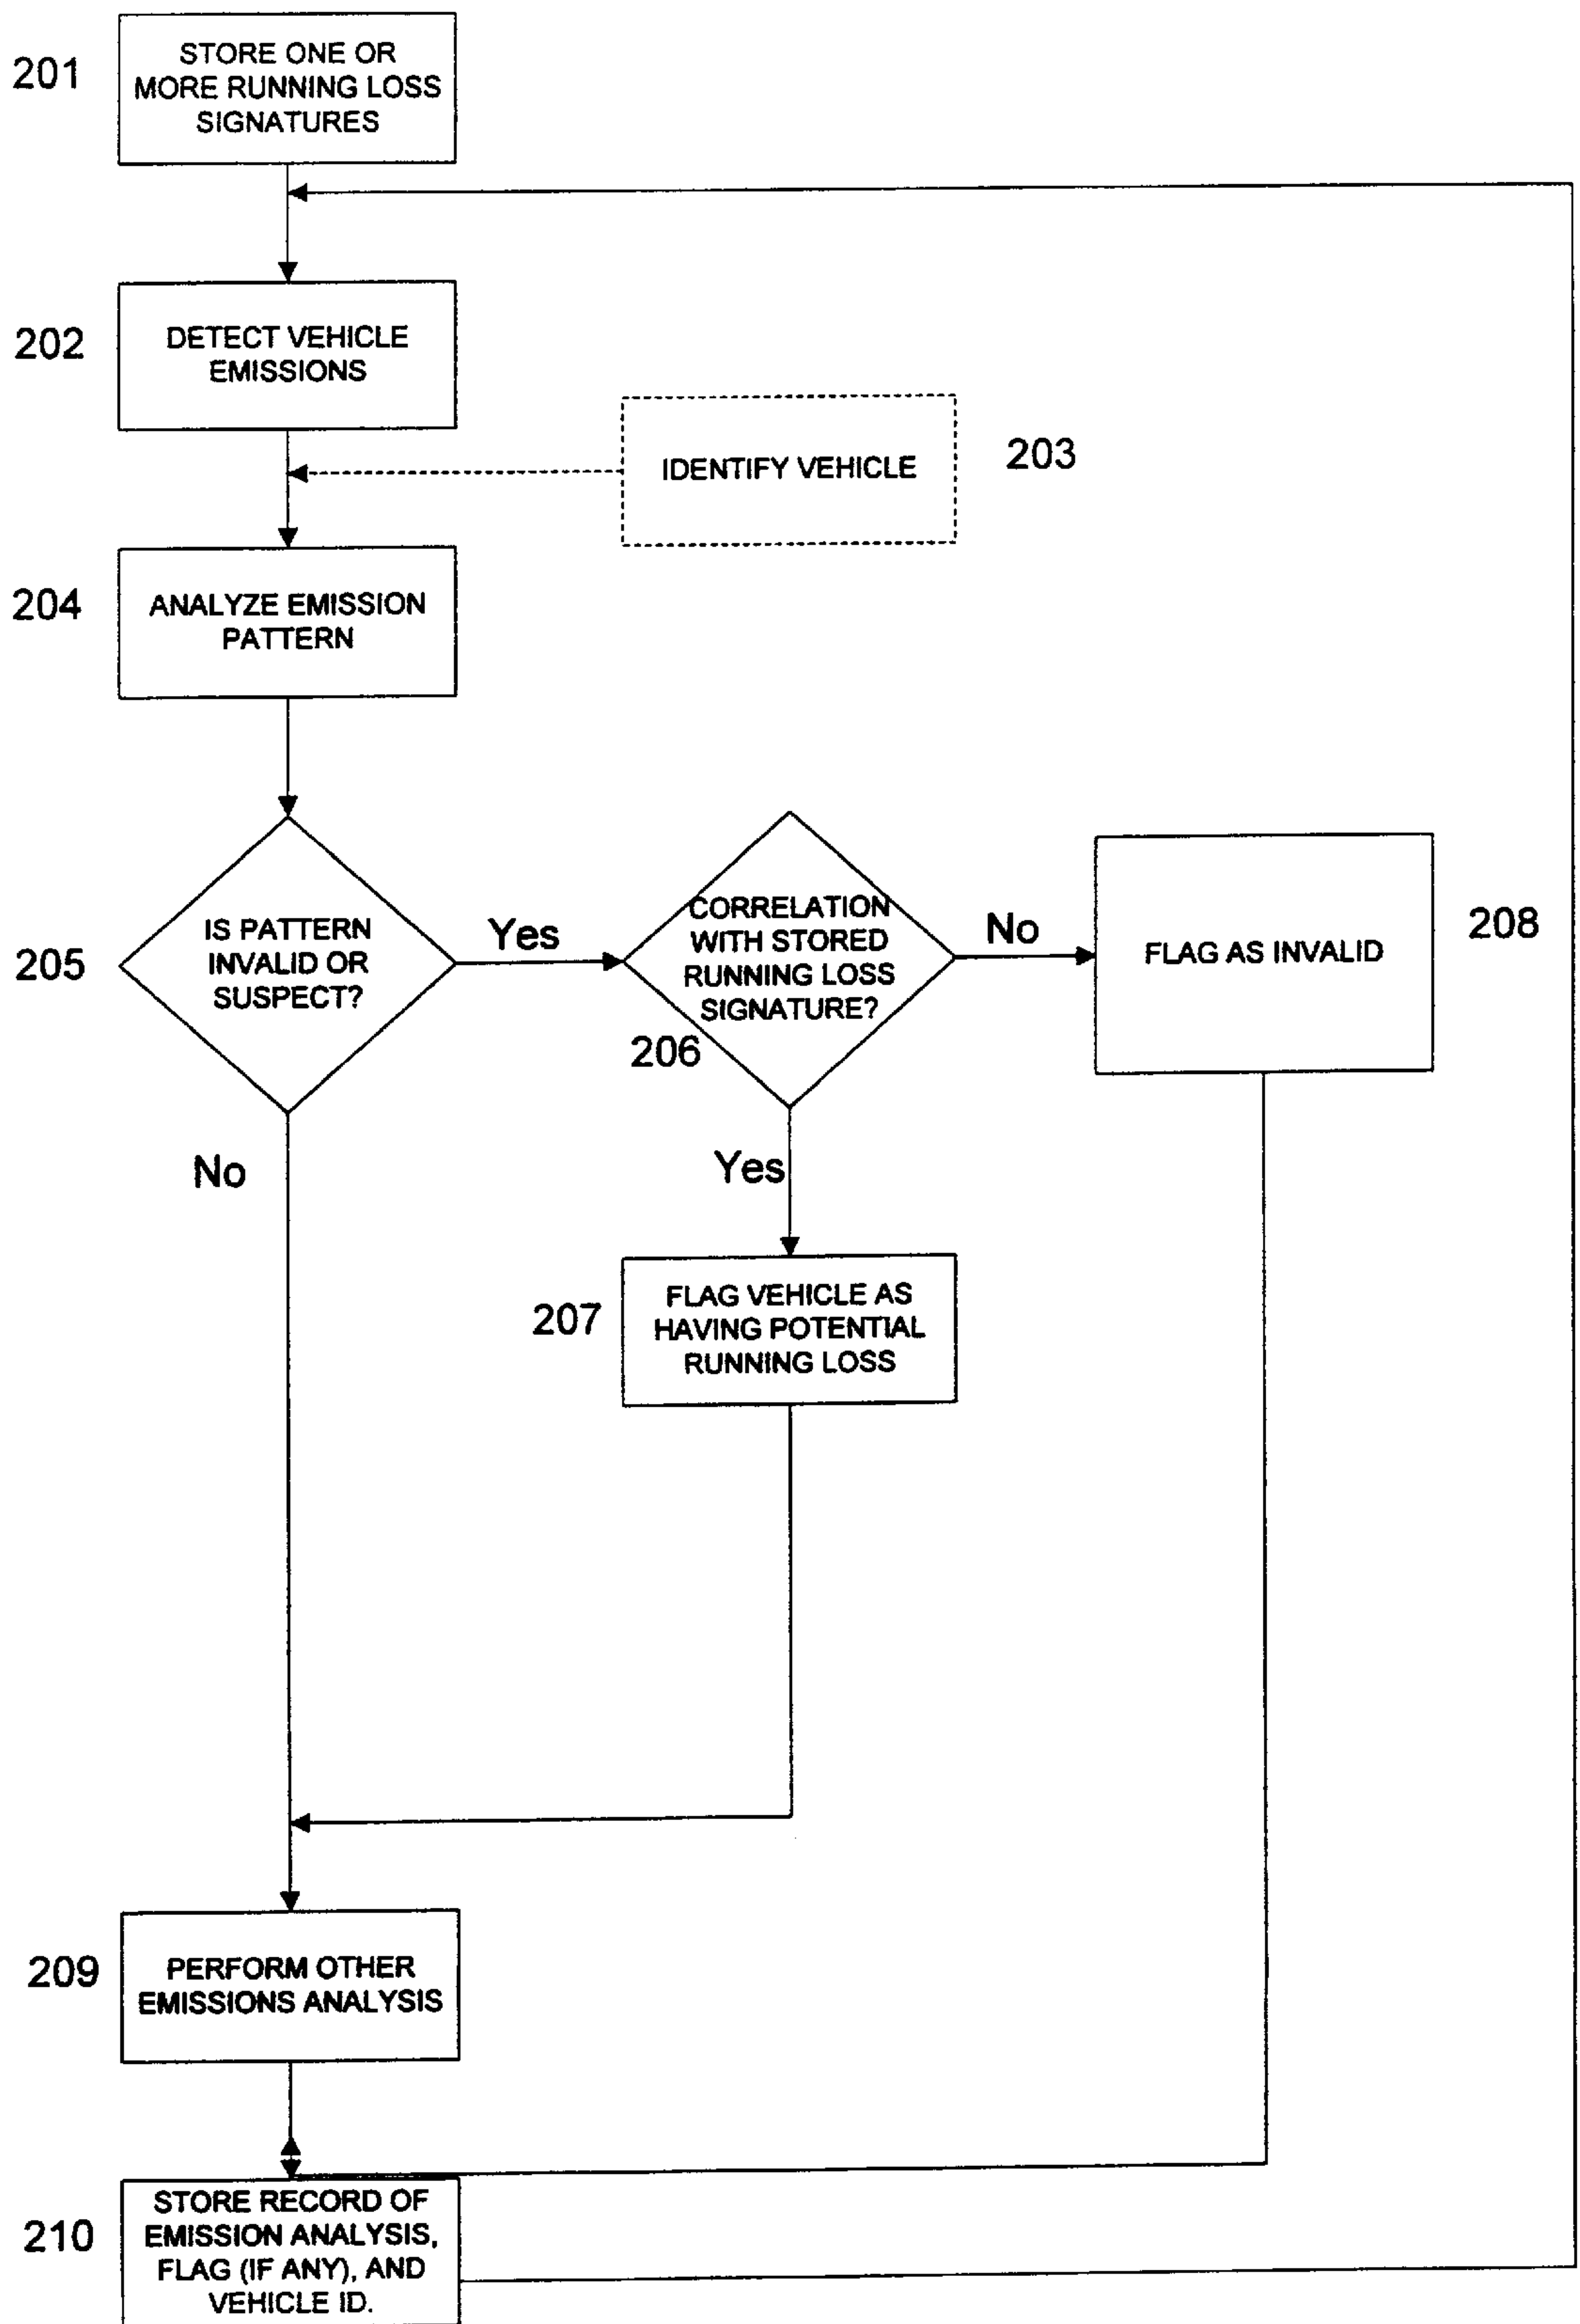 201
STORE ONE OR
MORE RUNNING LOSS
SIGNATURES
202
DETECT VEHICLE
EMISSIONS
IDENTIFY VEHICLE
203
204
ANALYZE EMISSION
PATTERN
205
IS PATTERN
INVALID OR
SUSPECT?
Yes
CORRELATION
WITH STORED
RUNNING LOSS
SIGNATURE?
206
No
FLAG AS INVALID
208
No
Yes
207
FLAG VEHICLE AS
HAVING POTENTIAL
RUNNING LOSS
209
PERFORM OTHER
EMISSIONS ANALYSIS
210
STORE RECORD OF
EMISSION ANALYSIS,
FLAG (IF ANY), AND
VEHICLE ID.